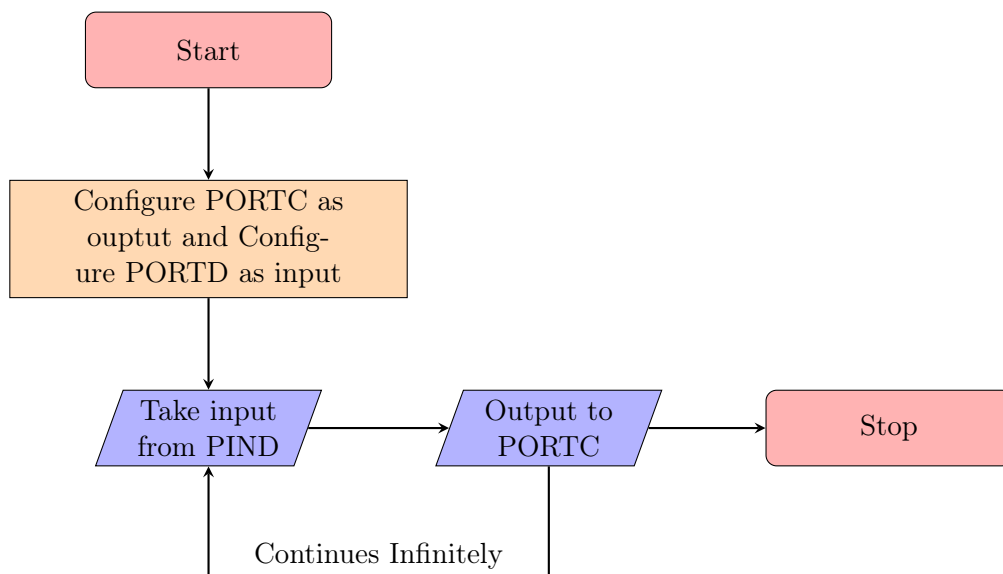 Start
Configure PORTC as
ouptut and Config-
ure PORTD as input
Take input
from PIND
Output to
PORTC
Stop
Continues Infinitely